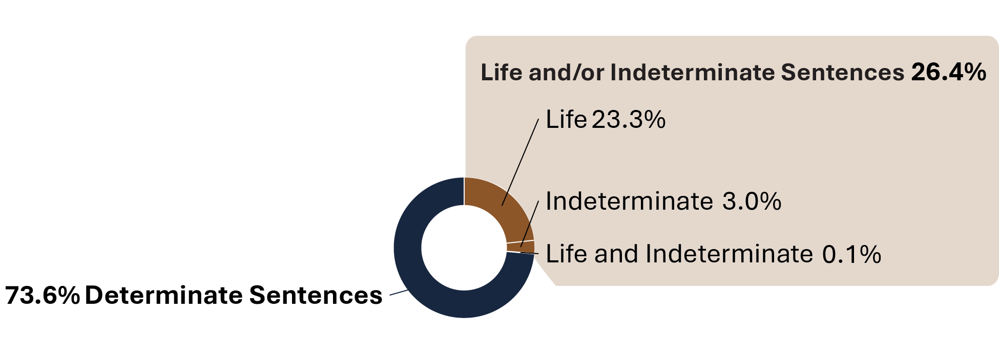 Life and/or Indeterminate Sentences 26.4%
Life 23.3%
Indeterminate 3.0%
Life and Indeterminate 0.1%
73.6% Determinate Sentences